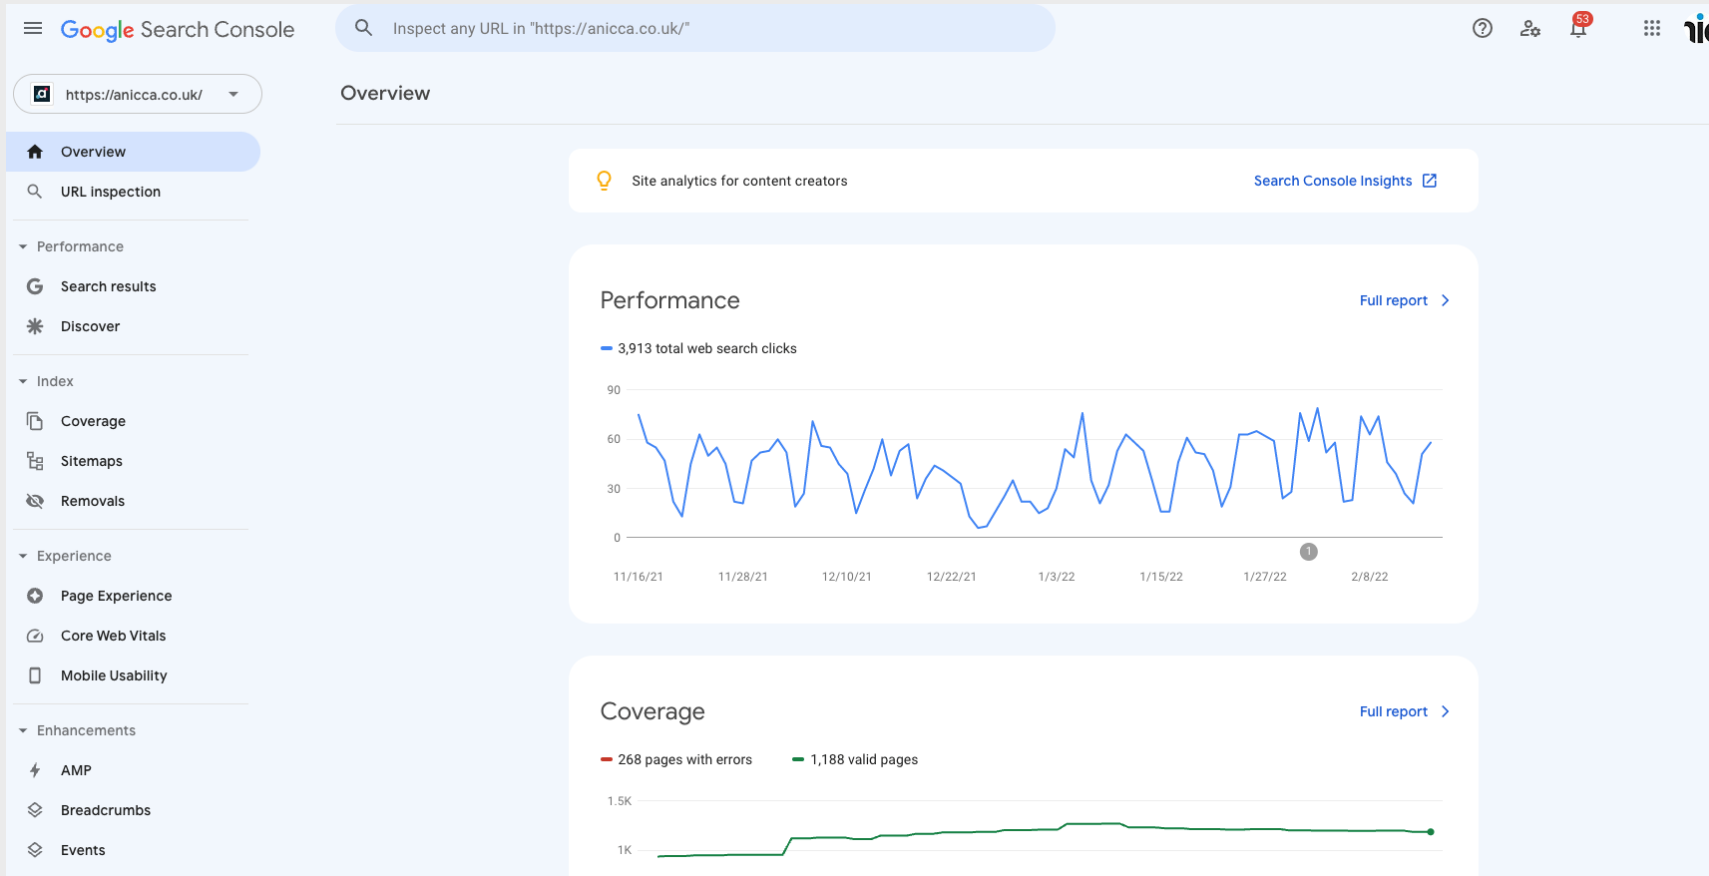 Google Search Console
Inspect any URL in "https://anicca.co.uk/"
53
https://anicca.co.uk/
Overview
Overview
URL inspection
Performance
Search results
Discover
Index
Coverage
Sitemaps
Removals
Experience
Page Experience
Core Web Vitals
Mobile Usability
Enhancements
AMP
Breadcrumbs
Events
Site analytics for content creators
Search Console Insights
Performance
Full report
3,913 total web search clicks
90
60
30
0
1
11/16/21 11/28/21 12/10/21 12/22/21 1/3/22 1/15/22 1/27/22 2/8/22
Coverage
Full report
268 pages with errors 1,188 valid pages
1.5K
1K